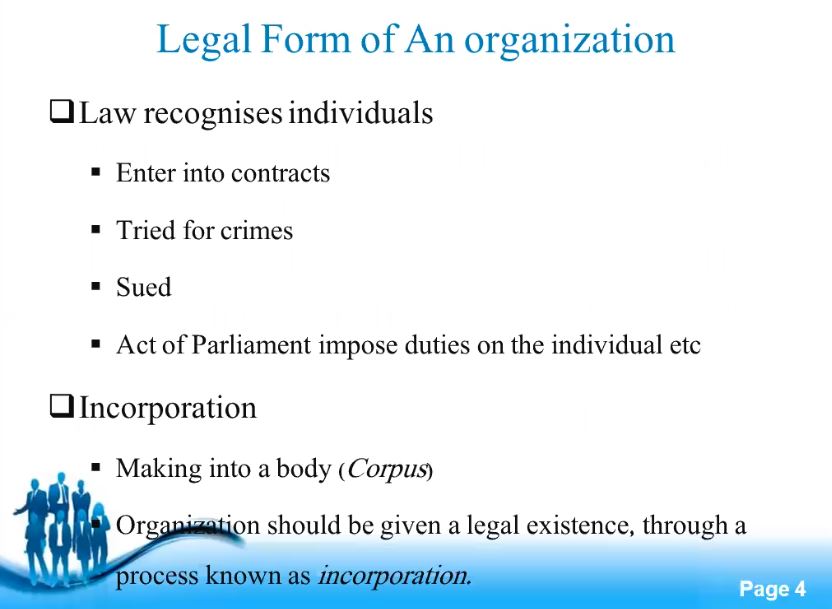 Legal Form of An organization
❑Law recognises individuals
▪ Enter into contracts
▪ Tried for crimes
▪ Sued
▪ Act of Parliament impose duties on the individual etc
❑Incorporation
▪ Making into a body (Corpus)
▪ Organization should be given a legal existence, through a
process known as incorporation.
Page 4